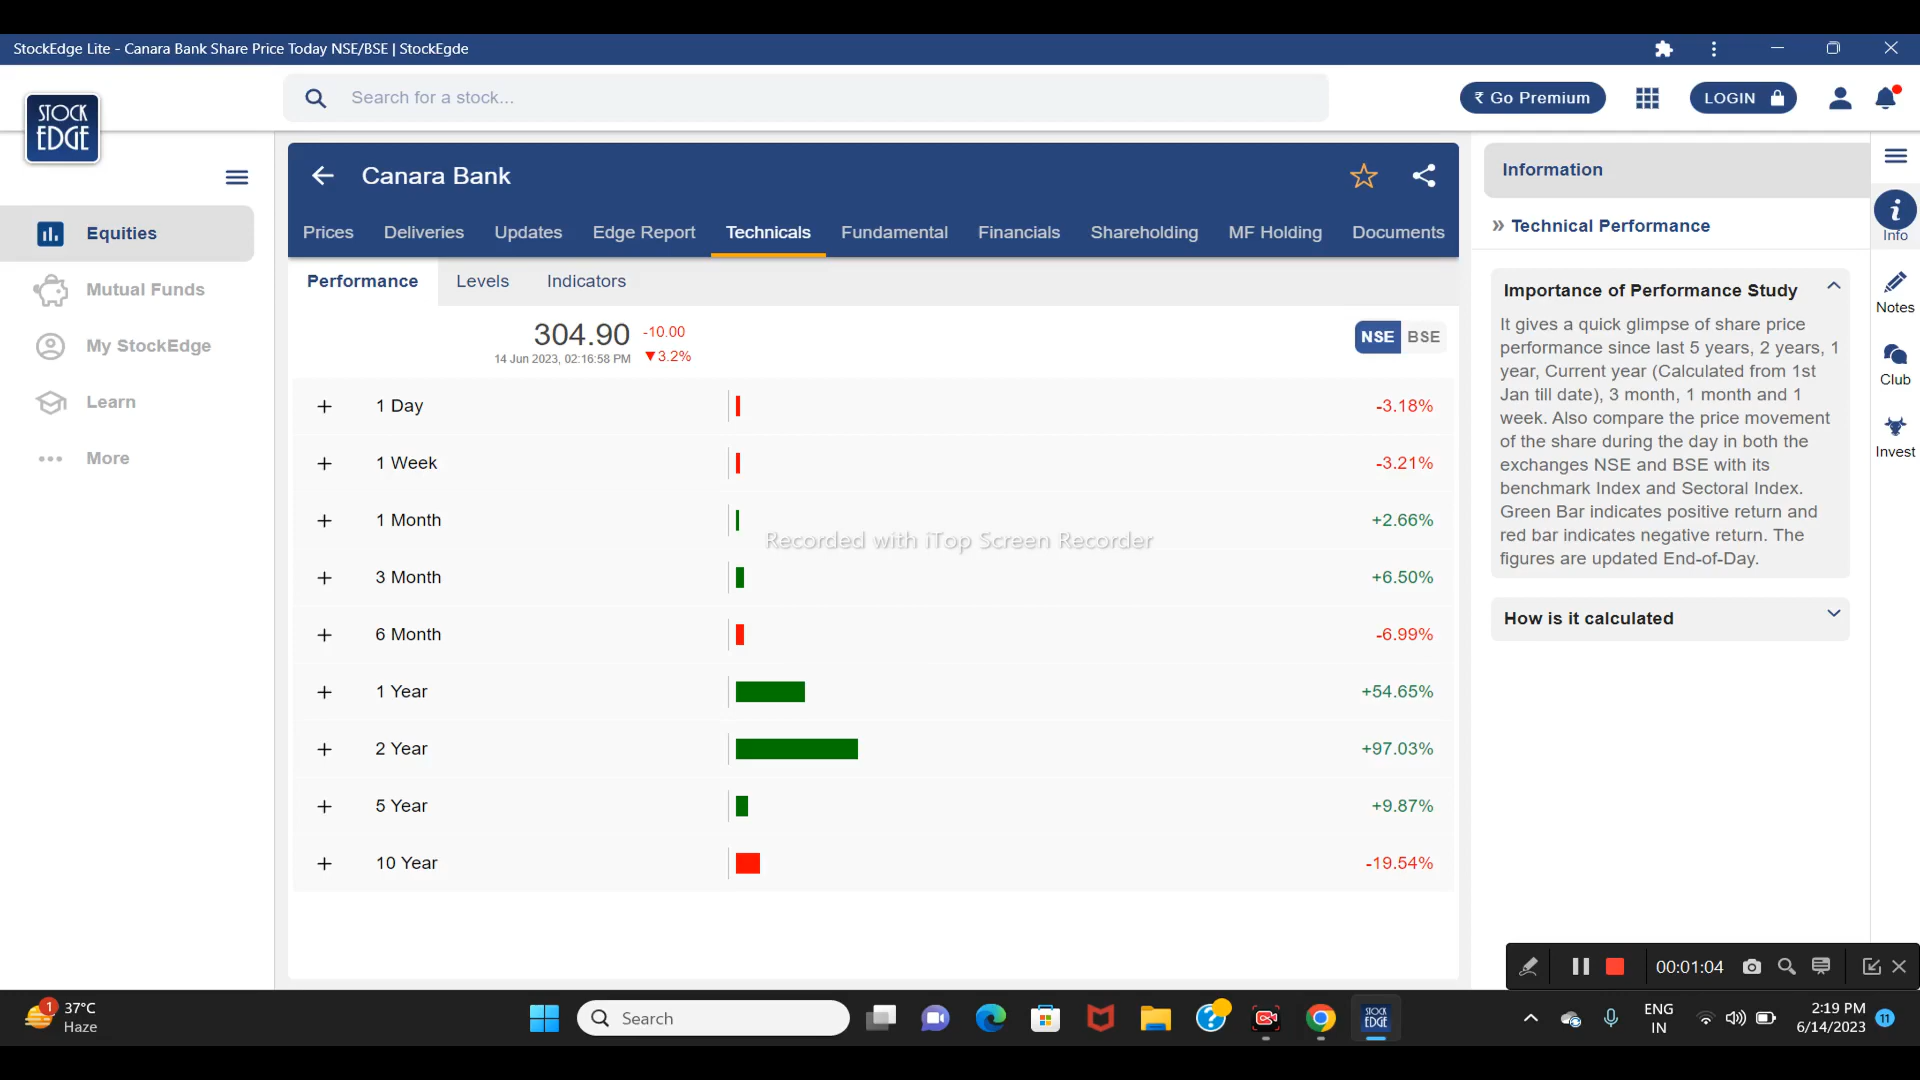 StockEdge Lite - Canara Bank Share Price Today NSE/BSE | StockEgde
STOCK
EDGE
Search for a stock...
₹ Go Premium
LOGIN
Equities
Mutual Funds
My StockEdge
Learn
More
Canara Bank
Prices Deliveries Updates Edge Report Technicals Fundamental Financials Shareholding MF Holding Documents
Performance Levels Indicators
304.90 -10.00
14 Jun 2023, 02:16:58 PM ▼3.2%
NSE BSE
+ 1 Day -3.18%
+ 1 Week -3.21%
+ 1 Month +2.66%
+ 3 Month +6.50%
+ 6 Month -6.99%
+ 1 Year +54.65%
+ 2 Year +97.03%
+ 5 Year +9.87%
+ 10 Year -19.54%
Recorded with iTop Screen Recorder
Information
» Technical Performance
Importance of Performance Study
It gives a quick glimpse of share price
performance since last 5 years, 2 years, 1
year, Current year (Calculated from 1st
Jan till date), 3 month, 1 month and 1
week. Also compare the price movement
of the share during the day in both the
exchanges NSE and BSE with its
benchmark Index and Sectoral Index.
Green Bar indicates positive return and
red bar indicates negative return. The
figures are updated End-of-Day.
How is it calculated
i
Info
Notes
Club
Invest
00:01:04
1
37°C
Haze
Search
STOCK
EDGE
ENG
IN
2:19 PM
6/14/2023
11